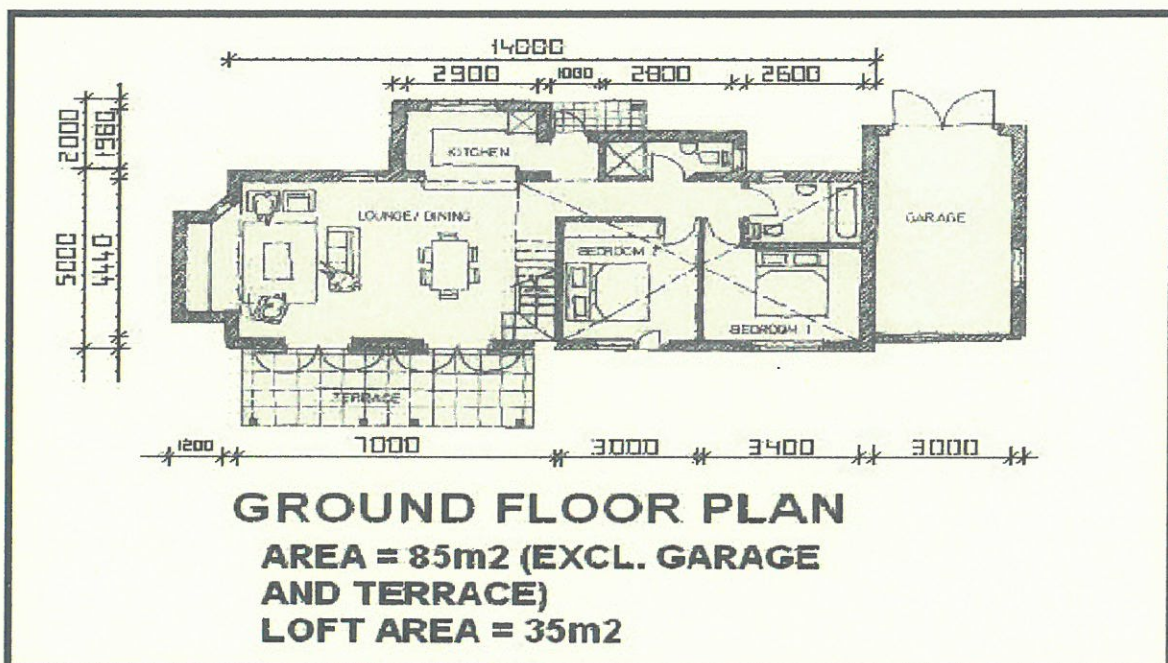 14000
2900 1000 2800 2600
2000
1960
KITCHEN
LOUNGE/ DINING
GARAGE
5000
4440
BEDROOM 2
BEDROOM 1
TERRACE
1200 7000 3000 3400 3000
GROUND FLOOR PLAN
AREA = 85m2 (EXCL. GARAGE
AND TERRACE)
LOFT AREA = 35m2